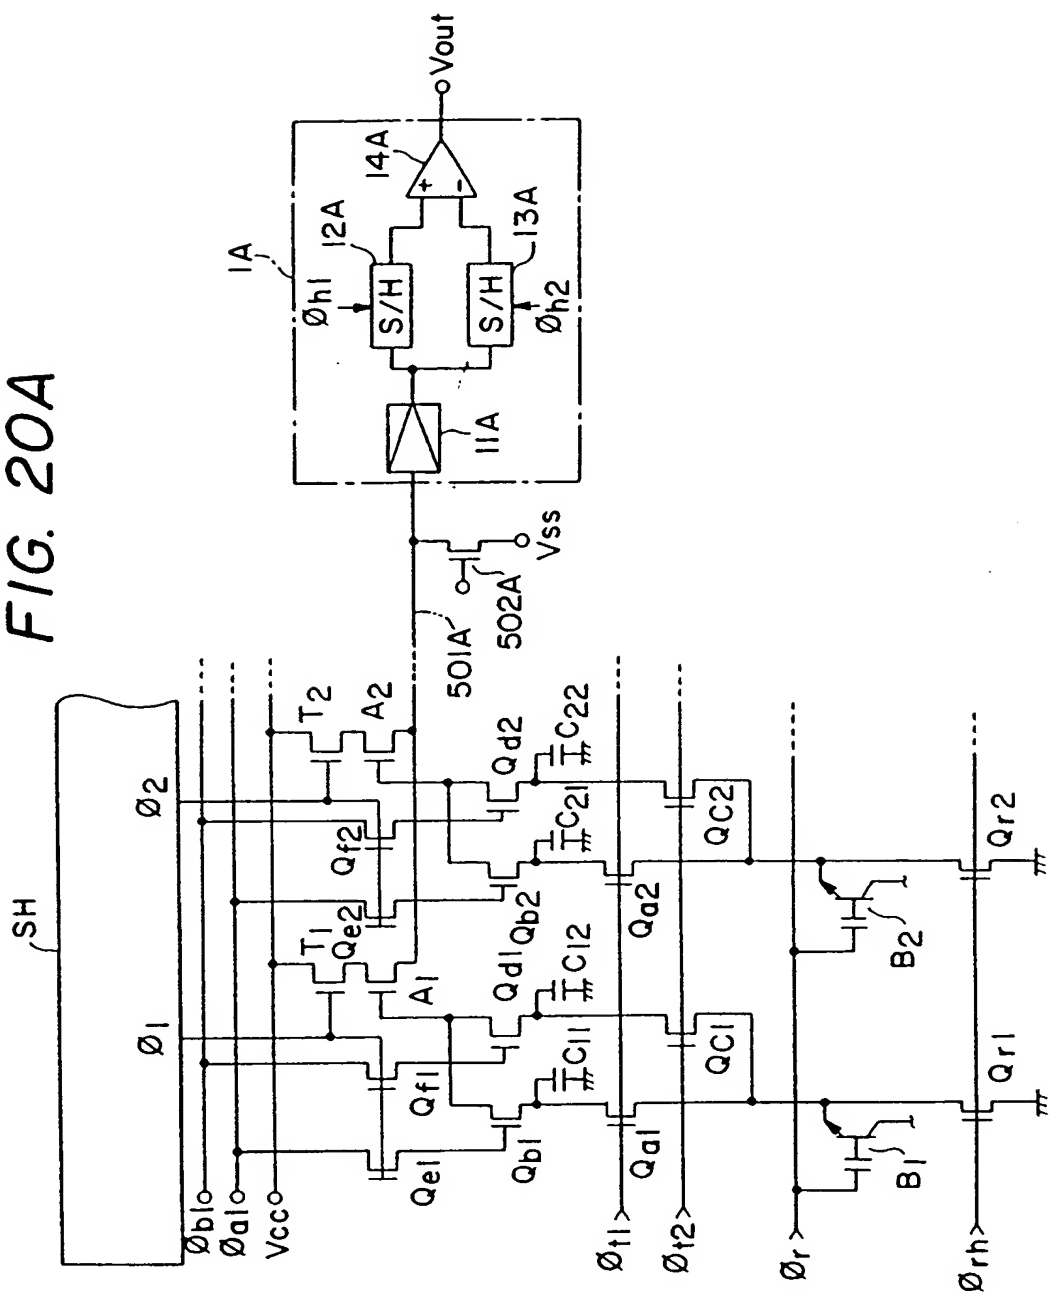 FIG. 20A
SH
Ø1
Ø2
Øb1
Øa1
Vcc
T1
T2
Qe1
Qf1
A1
Qe2
Qf2
A2
Qb1
Qd1
Qb2
Qd2
C11
C12
C21
C22
Øt1
Qa1
Qa2
Øt2
QC1
QC2
Ør
B1
B2
Ørh
Qr1
Qr2
501A
502A
Vss
1A
11A
Øh1
S/H
12A
S/H
Øh2
13A
+
-
14A
Vout